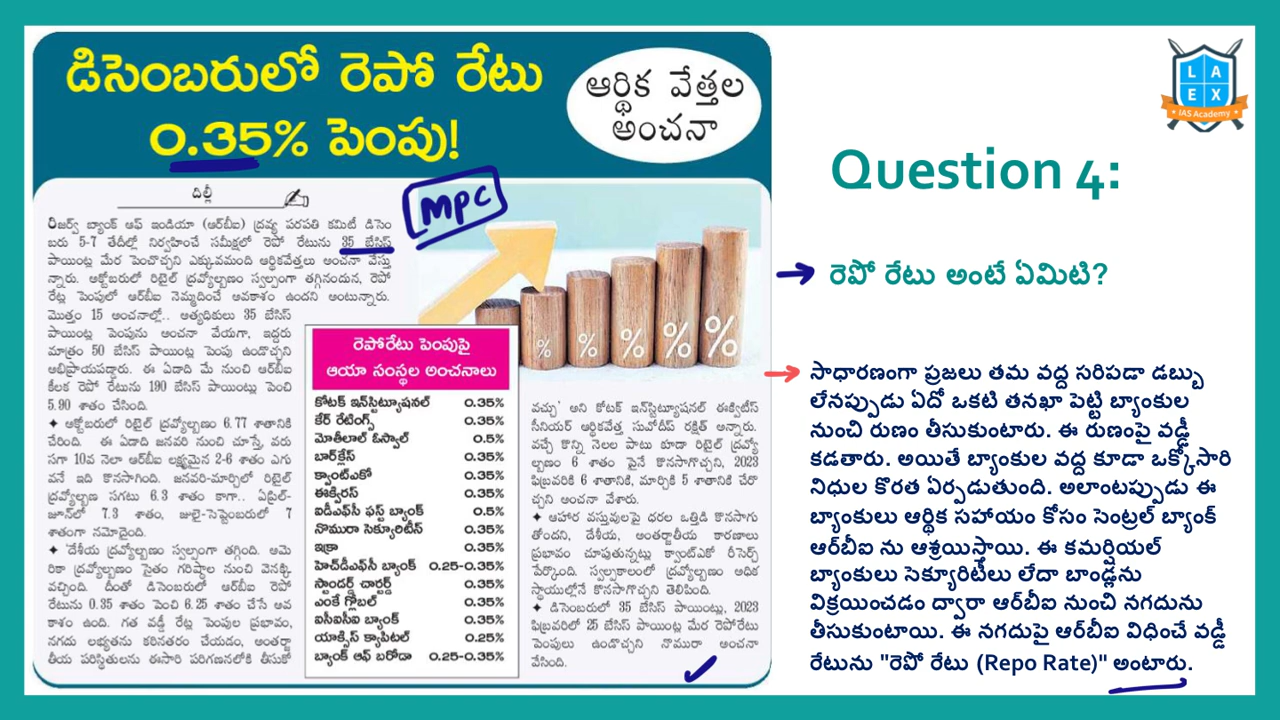 డిసెంబరులో రెపో రేటు
0.35% పెంపు!
ఆర్థిక వేత్తల
అంచనా
దిల్లీ
MPC
రిజర్వ్ బ్యాంక్ ఆఫ్ ఇండియా (ఆర్‌బీఐ) ద్రవ్య పరపతి కమిటీ డిసెం
బరు 5-7 తేదీల్లో నిర్వహించే సమీక్షలో రెపో రేటును 35 బేసిస్
పాయింట్ల మేర పెంచొచ్చని ఎక్కువమంది ఆర్థికవేత్తలు అంచనా వేస్తు
న్నారు. అక్టోబరులో రిటైల్ ద్రవ్యోల్బణం స్వల్పంగా తగ్గినందున, రెపో
రేట్ల పెంపులో ఆర్‌బీఐ నెమ్మదించే అవకాశం ఉందని అంటున్నారు.
మొత్తం 15 అంచనాల్లో.. అత్యధికులు 35 బేసిస్
పాయింట్ల పెంపును అంచనా వేయగా, ఇద్దరు
మాత్రం 50 బేసిస్ పాయింట్ల పెంపు ఉండొచ్చని
అభిప్రాయపడ్డారు. ఈ ఏడాది మే నుంచి ఆర్‌బీఐ
కీలక రెపో రేటును 190 బేసిస్ పాయింట్లు పెంచి
5.90 శాతం చేసింది.
✦ అక్టోబరులో రిటైల్ ద్రవ్యోల్బణం 6.77 శాతానికి
చేరింది. ఈ ఏడాది జనవరి నుంచి చూస్తే, వరు
సగా 10వ నెలా ఆర్‌బీఐ లక్ష్యమైన 2-6 శాతం ఎగు
వనే ఇది కొనసాగింది. జనవరి-మార్చిలో రిటైల్
ద్రవ్యోల్బణ సగటు 6.3 శాతం కాగా.. ఏప్రిల్-
జూన్‌లో 7.3 శాతం, జులై-సెప్టెంబరులో 7
శాతంగా నమోదైంది.
✦ 'దేశీయ ద్రవ్యోల్బణం స్వల్పంగా తగ్గింది. అమె
రికా ద్రవ్యోల్బణం సైతం గరిష్ఠాల నుంచి వెనక్కి
వచ్చింది. దీంతో డిసెంబరులో ఆర్‌బీఐ రెపో
రేటును 0.35 శాతం పెంచి 6.25 శాతం చేసే అవ
కాశం ఉంది. గత వడ్డీ రేట్ల పెంపుల ప్రభావం,
నగదు లభ్యతను కఠినతరం చేయడం, అంతర్జా
తీయ పరిస్థితులను ఈసారి పరిగణనలోకి తీసుకో
రెపోరేటు పెంపుపై
ఆయా సంస్థల అంచనాలు
కోటక్ ఇన్‌స్టిట్యూషనల్ 0.35%
కేర్ రేటింగ్స్ 0.35%
మోతీలాల్ ఓస్వాల్ 0.5%
బార్‌క్లేస్ 0.35%
క్వాంట్ఎకో 0.35%
ఈక్విరస్ 0.35%
ఐడీఎఫ్‌సీ ఫస్ట్ బ్యాంక్ 0.5%
నొమురా సెక్యూరిటీస్ 0.35%
ఇక్రా 0.35%
హెచ్‌డీఎఫ్‌సీ బ్యాంక్ 0.25-0.35%
స్టాండర్డ్ చార్టర్డ్ 0.35%
ఎంకే గ్లోబల్ 0.35%
ఐసీఐసీఐ బ్యాంక్ 0.35%
యాక్సిస్ క్యాపిటల్ 0.25%
బ్యాంక్ ఆఫ్ బరోడా 0.25-0.35%
% % % % %
వచ్చు' అని కోటక్ ఇన్‌స్టిట్యూషనల్ ఈక్విటీస్
సీనియర్ ఆర్థికవేత్త సువోదీప్ రక్షిత్ అన్నారు.
వచ్చే కొన్ని నెలల పాటు కూడా రిటైల్ ద్రవ్యో
ల్బణం 6 శాతం పైనే కొనసాగొచ్చని, 2023
ఫిబ్రవరికి 6 శాతానికి, మార్చికి 5 శాతానికి చేరొ
చ్చని అంచనా వేశారు.
✦ ఆహార వస్తువులపై ధరల ఒత్తిడి కొనసాగు
తోందని, దేశీయ, అంతర్జాతీయ కారణాలు
ప్రభావం చూపుతున్నట్లు క్వాంట్ఎకో రీసెర్చ్
పేర్కొంది. స్వల్పకాలంలో ద్రవ్యోల్బణం అధిక
స్థాయుల్లోనే కొనసాగొచ్చని తెలిపింది.
✦ డిసెంబరులో 35 బేసిస్ పాయింట్లు, 2023
ఫిబ్రవరిలో 25 బేసిస్ పాయింట్ల మేర రెపోరేటు
పెంపులు ఉండొచ్చని నొమురా అంచనా
వేసింది.
L A
E X
IAS Academy
Question 4:
రెపో రేటు అంటే ఏమిటి?
సాధారణంగా ప్రజలు తమ వద్ద సరిపడా డబ్బు
లేనప్పుడు ఏదో ఒకటి తనఖా పెట్టి బ్యాంకుల
నుంచి రుణం తీసుకుంటారు. ఈ రుణంపై వడ్డీ
కడతారు. అయితే బ్యాంకుల వద్ద కూడా ఒక్కోసారి
నిధుల కొరత ఏర్పడుతుంది. అలాంటప్పుడు ఈ
బ్యాంకులు ఆర్థిక సహాయం కోసం సెంట్రల్ బ్యాంక్
ఆర్‌బీఐ ను ఆశ్రయిస్తాయి. ఈ కమర్షియల్
బ్యాంకులు సెక్యూరిటీలు లేదా బాండ్లను
విక్రయించడం ద్వారా ఆర్‌బీఐ నుంచి నగదును
తీసుకుంటాయి. ఈ నగదుపై ఆర్‌బీఐ విధించే వడ్డీ
రేటును "రెపో రేటు (Repo Rate)" అంటారు.